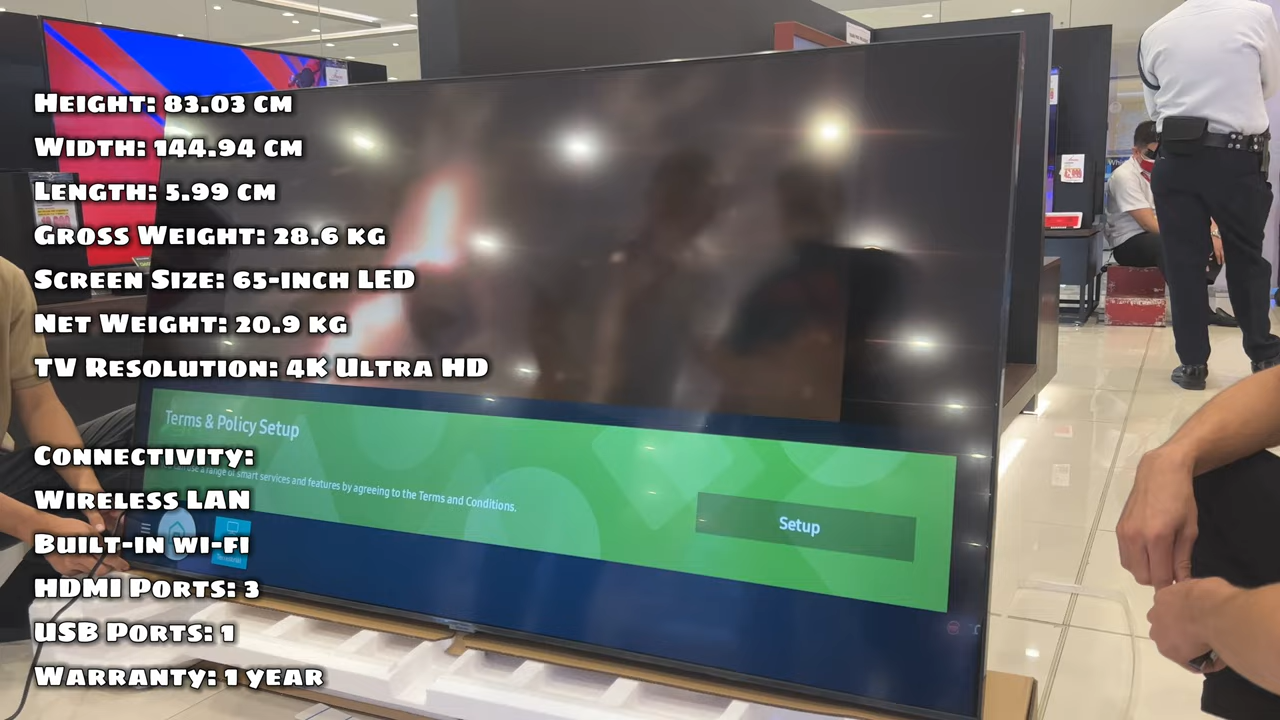 Height: 83.03 cm
Width: 144.94 cm
Length: 5.99 cm
Gross Weight: 28.6 kg
Screen Size: 65-inch LED
Net Weight: 20.9 kg
TV Resolution: 4K Ultra HD
Terms & Policy Setup
a range of smart services and features by agreeing to the Terms and Conditions.
Setup
Connectivity:
Wireless LAN
Built-in wi-fi
HDMI Ports: 3
USB Ports: 1
Warranty: 1 year